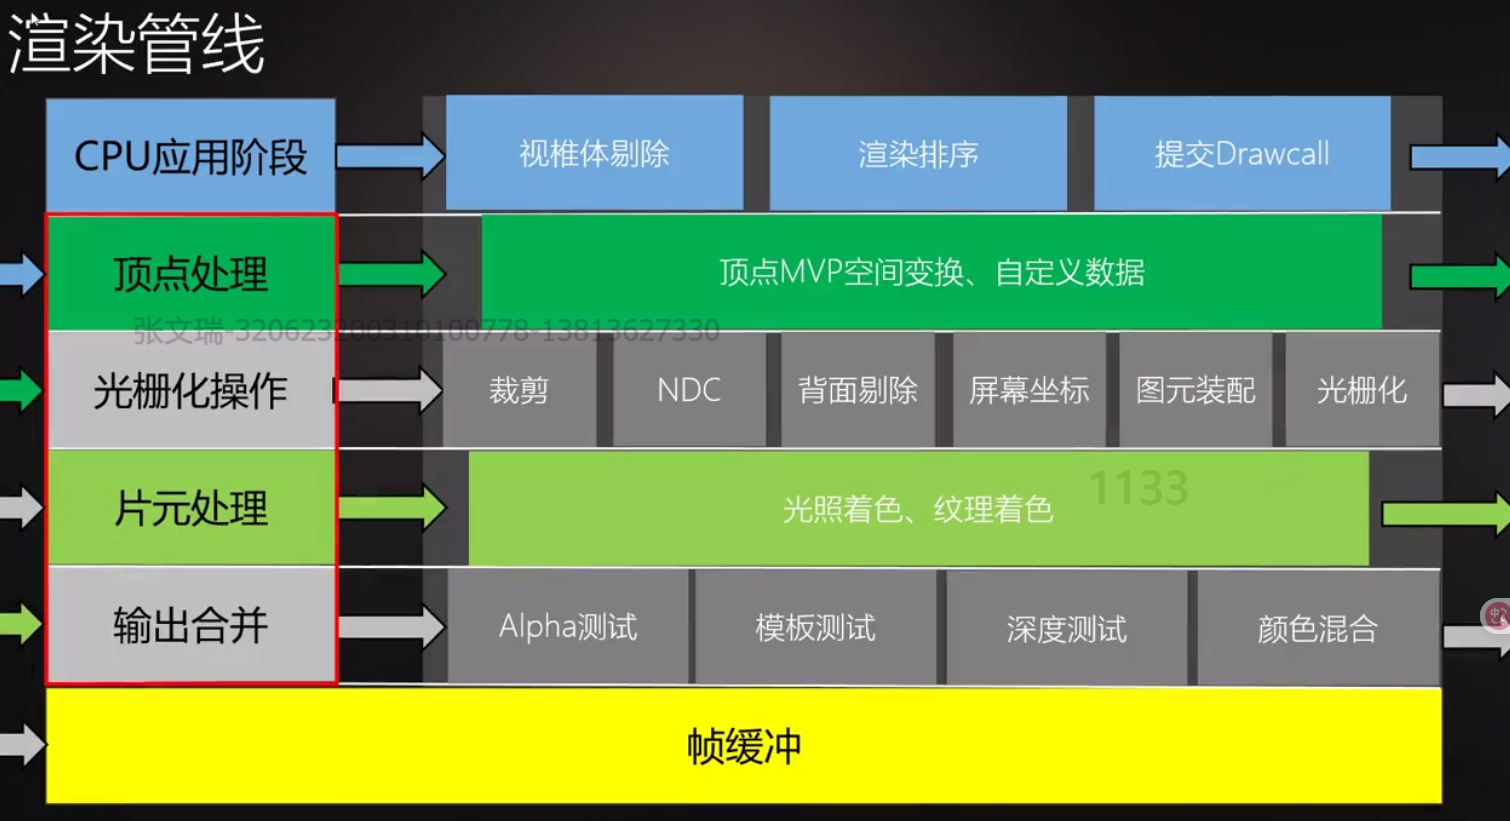 渲染管线
CPU应用阶段
视椎体剔除
渲染排序
提交Drawcall
顶点处理
顶点MVP空间变换、自定义数据
张文瑞-320623200310100778-13813627330
光栅化操作
裁剪
NDC
背面剔除
屏幕坐标
图元装配
光栅化
片元处理
光照着色、纹理着色
1133
输出合并
Alpha测试
模板测试
深度测试
颜色混合
帧缓冲